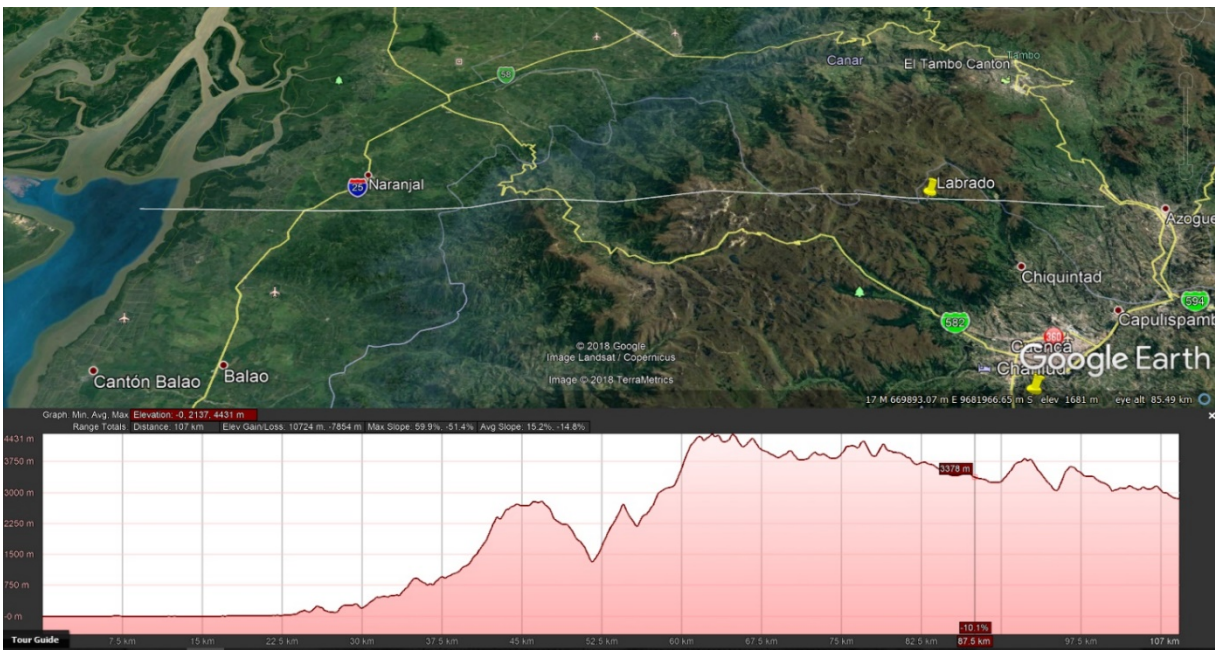 Tambo
Cañar
El Tambo Canton
58
25
Naranjal
Labrado
Azogue
Chiquintad
594
Capulispamb
582
360
Cuenca
Cantón Balao
Balao
© 2018 Google
Image Landsat / Copernicus
Image © 2018 TerraMetrics
Google Earth
17 M 669893.07 m E 9681966.65 m S elev 1681 m eye alt 85.49 km
Graph: Min, Avg, Max Elevation: -0, 2137, 4431 m
Range Totals: Distance: 107 km Elev Gain/Loss: 10724 m, -7854 m Max Slope: 59.9%, -51.4% Avg Slope: 15.2%, -14.8%
4431 m
3750 m
3000 m
2250 m
1500 m
750 m
-0 m
3378 m
-10.1%
Tour Guide
7.5 km 15 km 22.5 km 30 km 37.5 km 45 km 52.5 km 60 km 67.5 km 75 km 82.5 km 87.5 km 97.5 km 107 km